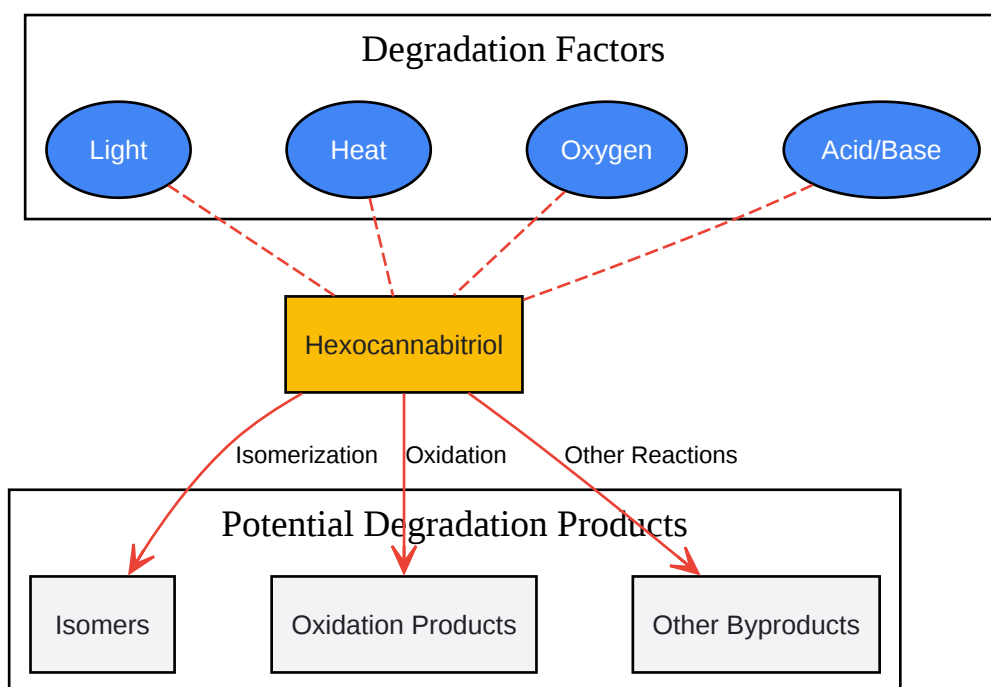 Degradation Factors
Light Heat Oxygen Acid/Base
Hexocannabitriol
Isomerization Oxidation Other Reactions
Potential Degradation Products
Isomers Oxidation Products Other Byproducts